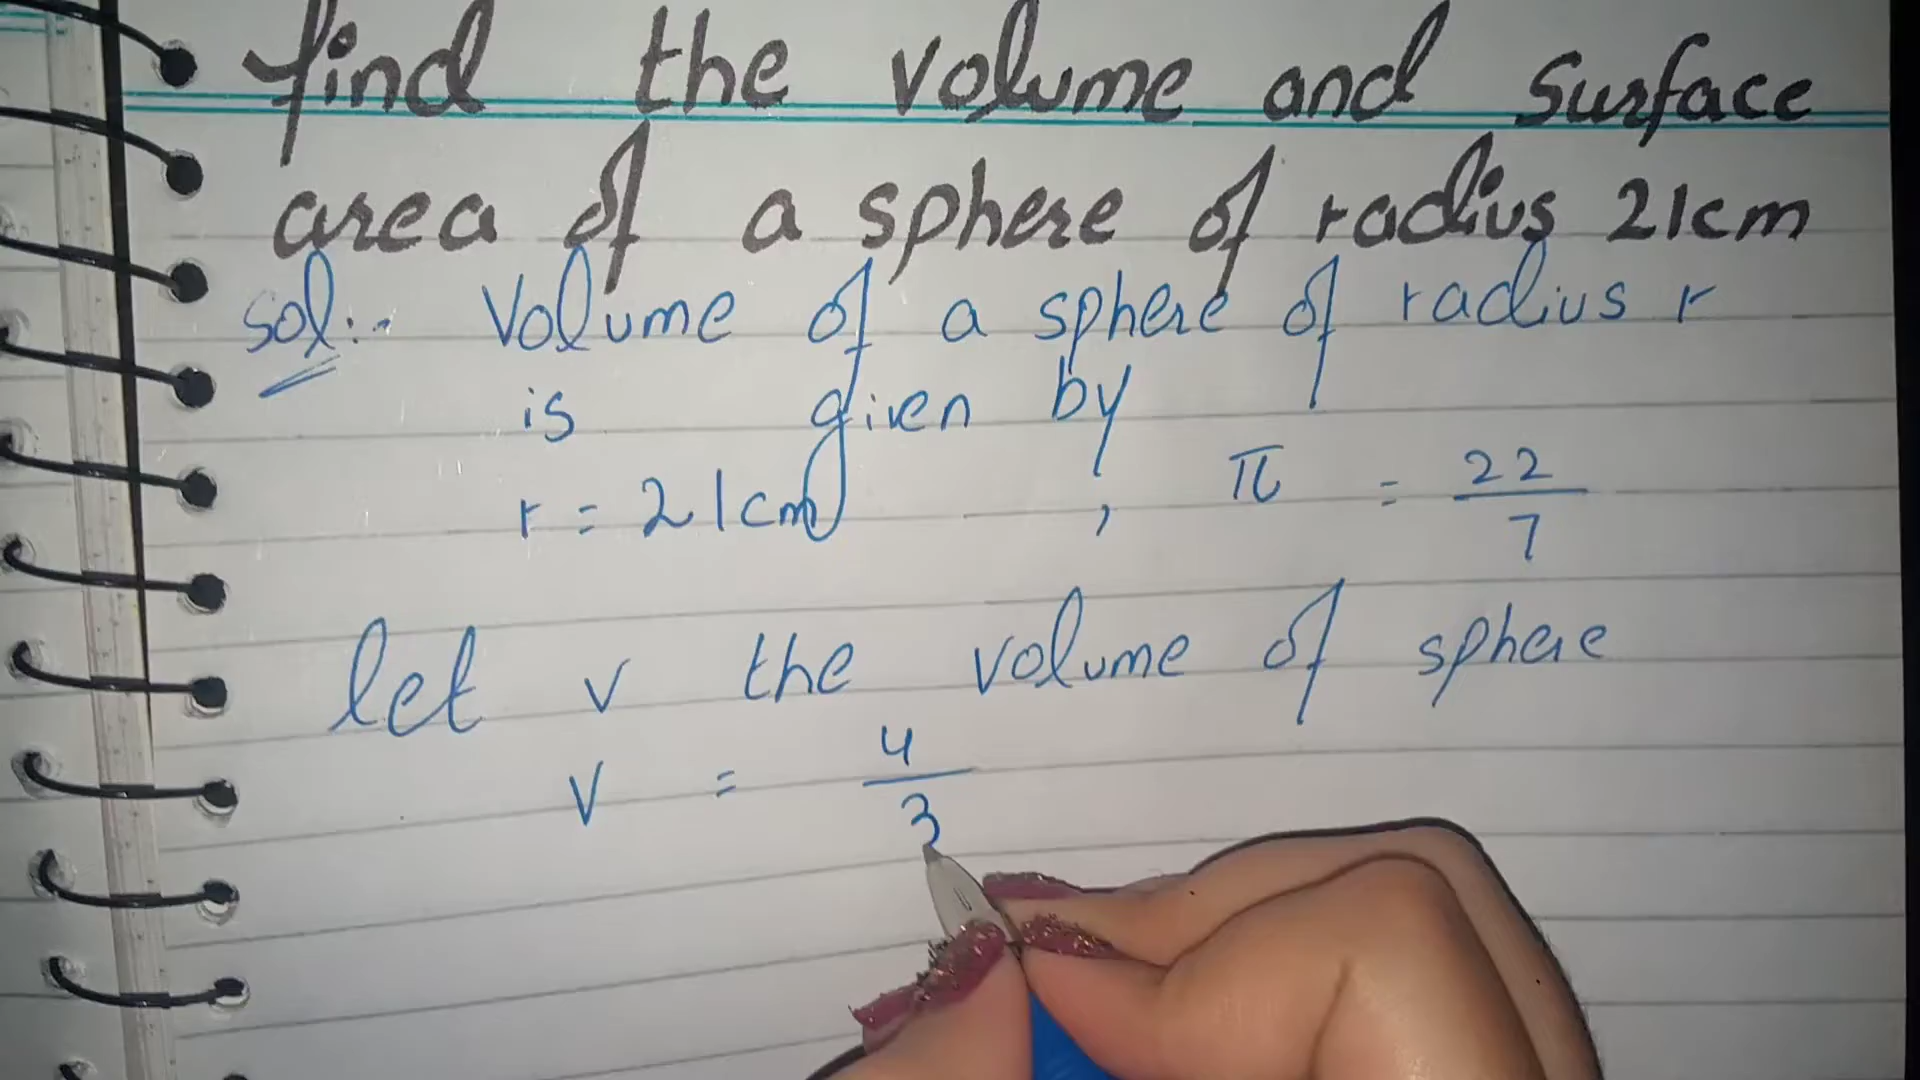 find the volume and surface
area of a sphere of radius 21cm
sol:- Volume of a sphere of radius r
is given by
r = 21cm , π = 22/7
let v the volume of sphere
v = 4/3